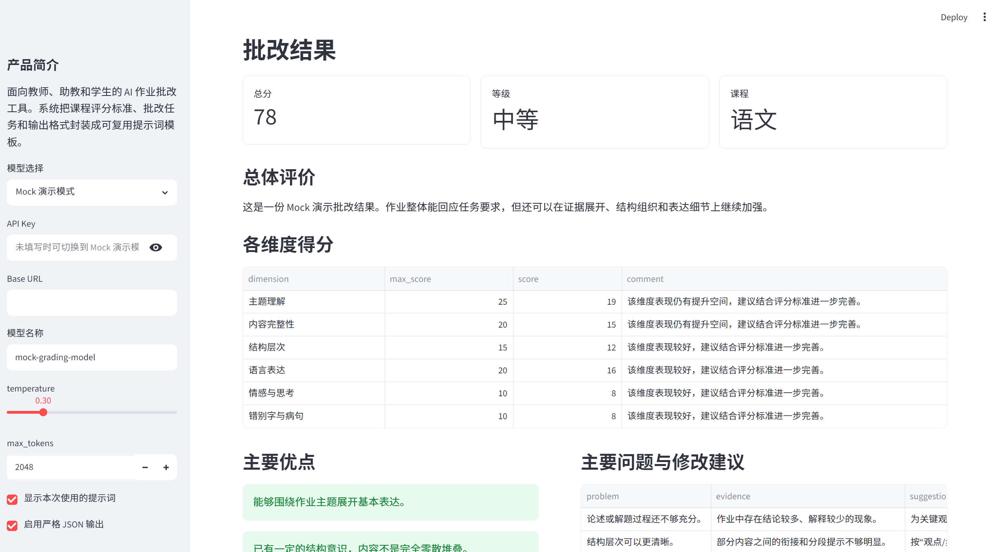 Deploy
产品简介
面向教师、助教和学生的 AI 作业批改
工具。系统把课程评分标准、批改任
务和输出格式封装成可复用提示词模
板。
模型选择
Mock 演示模式
API Key
未填写时可切换到 Mock 演示模
Base URL
模型名称
mock-grading-model
temperature
0.30
max_tokens
2048
显示本次使用的提示词
启用严格 JSON 输出
批改结果
总分
78
等级
中等
课程
语文
总体评价
这是一份 Mock 演示批改结果。作业整体能回应任务要求，但还可以在证据展开、结构组织和表达细节上继续加强。
各维度得分
dimension max_score score comment
主题理解 25 19 该维度表现仍有提升空间，建议结合评分标准进一步完善。
内容完整性 20 15 该维度表现仍有提升空间，建议结合评分标准进一步完善。
结构层次 15 12 该维度表现较好，建议结合评分标准进一步完善。
语言表达 20 16 该维度表现较好，建议结合评分标准进一步完善。
情感与思考 10 8 该维度表现较好，建议结合评分标准进一步完善。
错别字与病句 10 8 该维度表现较好，建议结合评分标准进一步完善。
主要优点
能够围绕作业主题展开基本表达。
已有一定的结构意识，内容不是完全零散堆叠。
主要问题与修改建议
problem evidence suggestio
论述或解题过程还不够充分。 作业中存在结论较多、解释较少的现象。 为关键观
结构层次可以更清晰。 部分内容之间的衔接和分段提示不够明显。 按“观点/